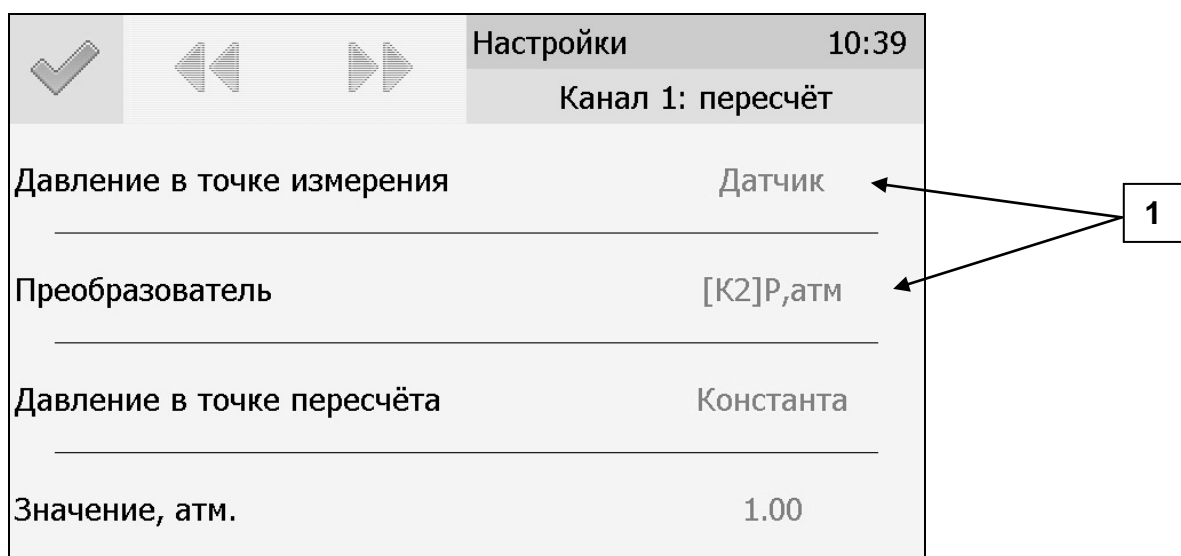 Настройки 10:39
Канал 1: пересчёт
Давление в точке измерения Датчик
1
Преобразователь [К2]Р,атм
Давление в точке пересчёта Константа
Значение, атм. 1.00